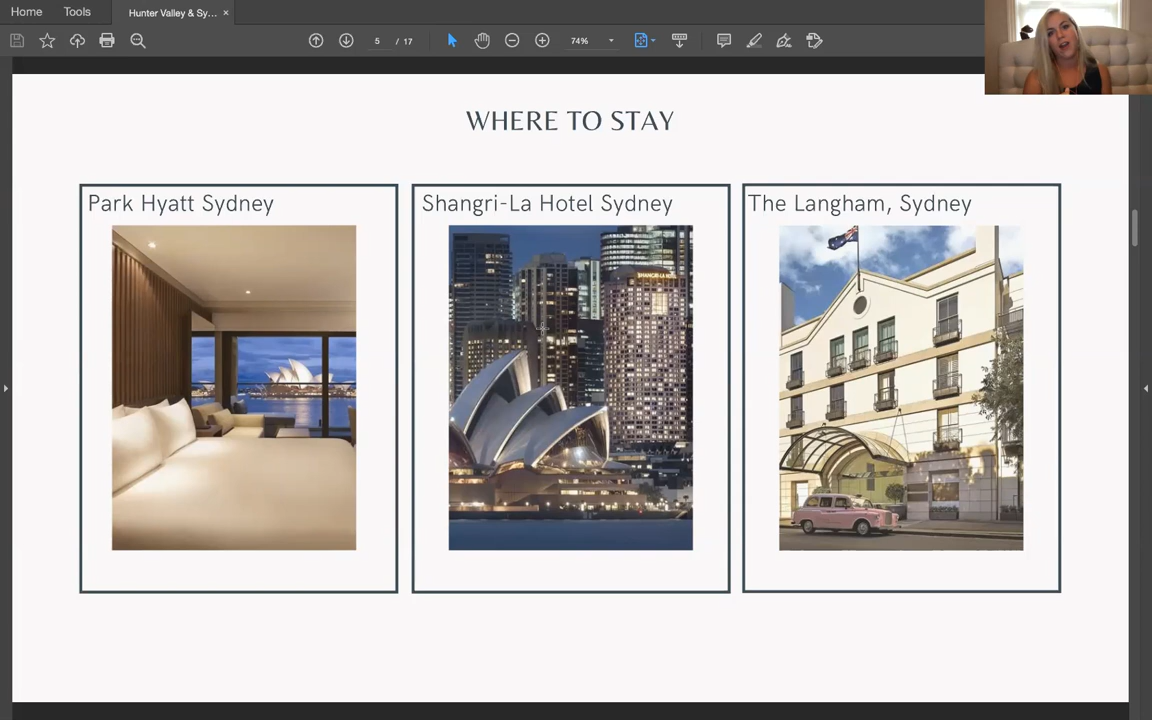 Home
Tools
Hunter Valley & Sy... ×
5 / 17
74%
WHERE TO STAY
Park Hyatt Sydney
Shangri-La Hotel Sydney
The Langham, Sydney